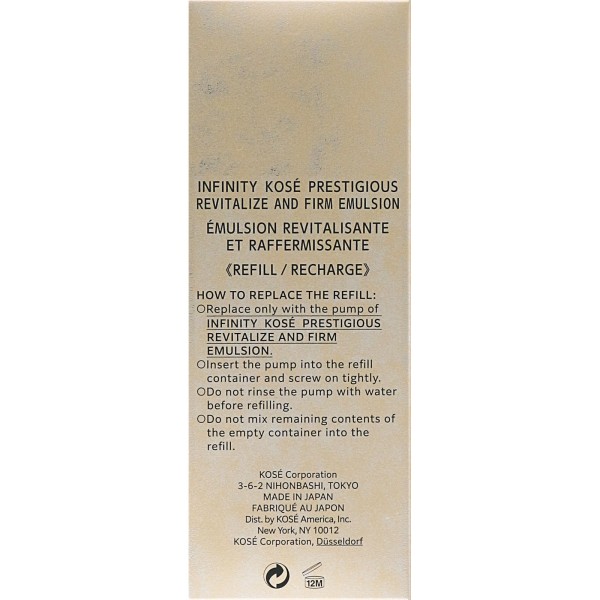 INFINITY KOSÉ PRESTIGIOUS
REVITALIZE AND FIRM EMULSION
ÉMULSION REVITALISANTE
ET RAFFERMISSANTE
《REFILL / RECHARGE》
HOW TO REPLACE THE REFILL:
○Replace only with the pump of
INFINITY KOSÉ PRESTIGIOUS
REVITALIZE AND FIRM
EMULSION.
○Insert the pump into the refill
container and screw on tightly.
○Do not rinse the pump with water
before refilling.
○Do not mix remaining contents of
the empty container into the
refill.
KOSÉ Corporation
3-6-2 NIHONBASHI, TOKYO
MADE IN JAPAN
FABRIQUÉ AU JAPON
Dist. by KOSÉ America, Inc.
New York, NY 10012
KOSÉ Corporation, Düsseldorf
12M